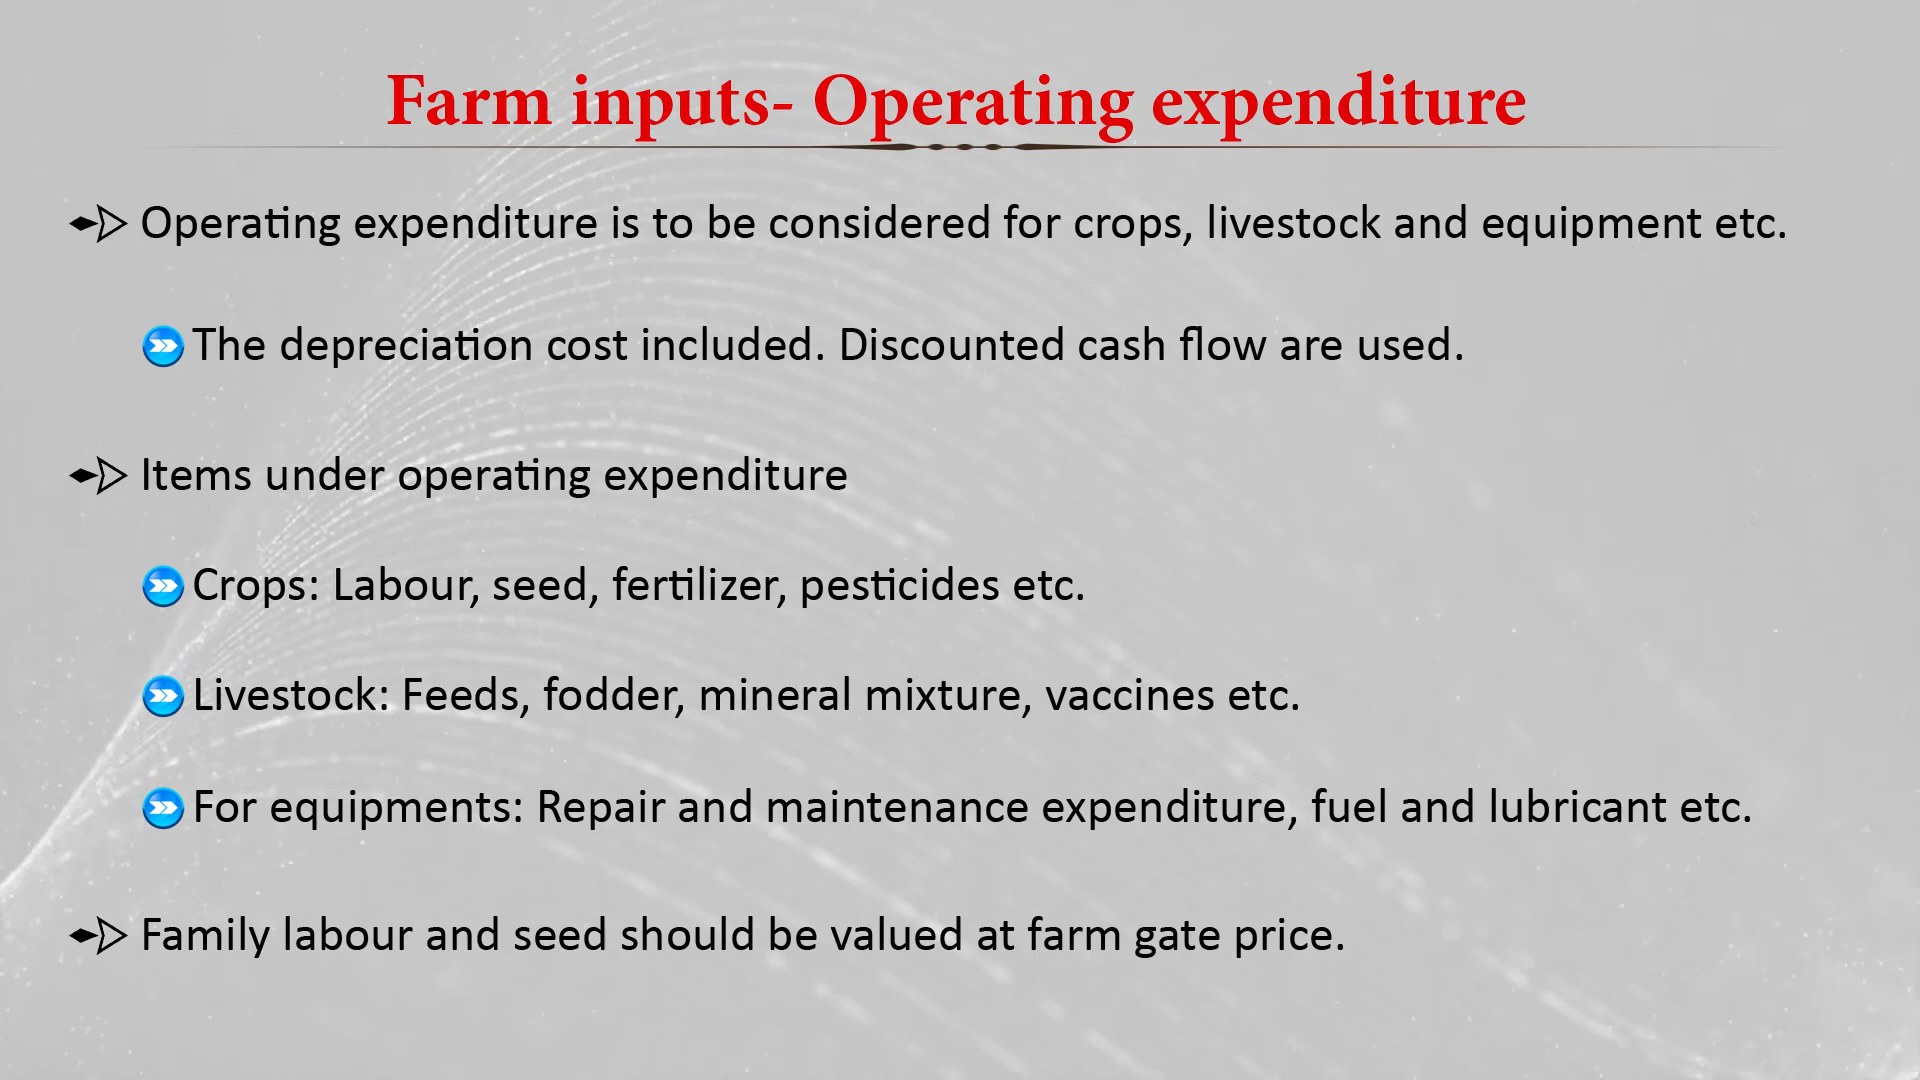 Farm inputs- Operating expenditure
Operating expenditure is to be considered for crops, livestock and equipment etc.
The depreciation cost included. Discounted cash flow are used.
Items under operating expenditure
Crops: Labour, seed, fertilizer, pesticides etc.
Livestock: Feeds, fodder, mineral mixture, vaccines etc.
For equipments: Repair and maintenance expenditure, fuel and lubricant etc.
Family labour and seed should be valued at farm gate price.